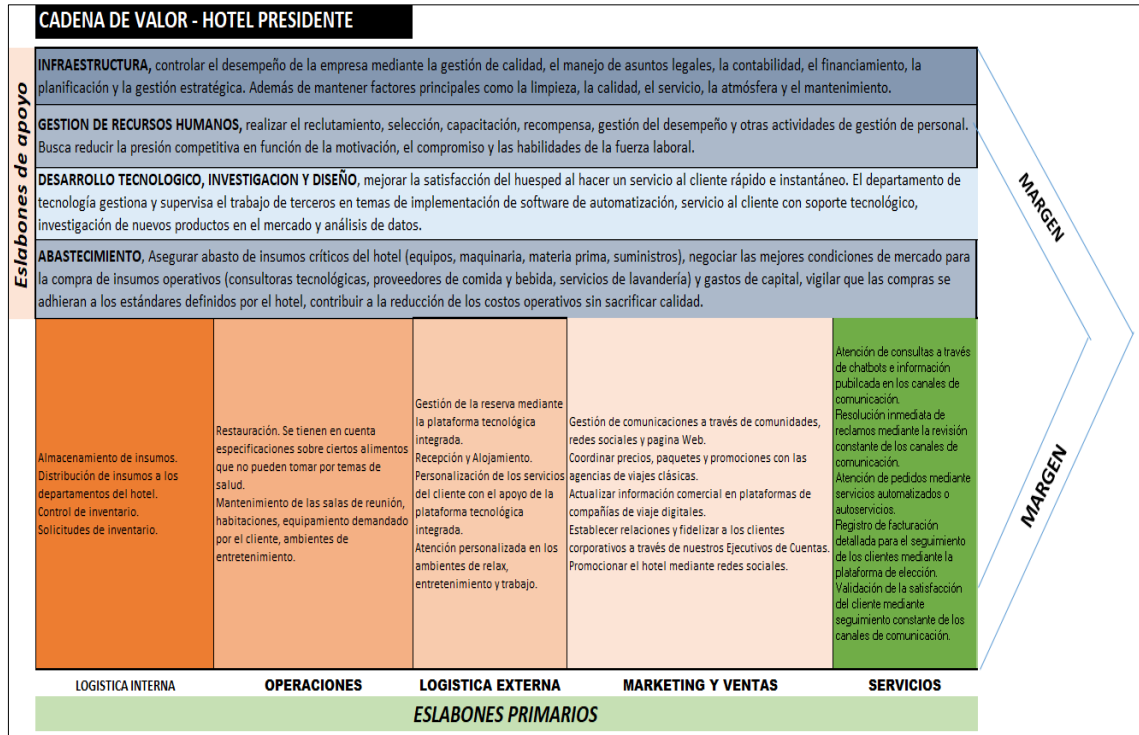 CADENA DE VALOR - HOTEL PRESIDENTE
Eslabones de apoyo
INFRAESTRUCTURA, controlar el desempeño de la empresa mediante la gestión de calidad, el manejo de asuntos legales, la contabilidad, el financiamiento, la
planificación y la gestión estratégica. Además de mantener factores principales como la limpieza, la calidad, el servicio, la atmósfera y el mantenimiento.
GESTION DE RECURSOS HUMANOS, realizar el reclutamiento, selección, capacitación, recompensa, gestión del desempeño y otras actividades de gestión de personal.
Busca reducir la presión competitiva en función de la motivación, el compromiso y las habilidades de la fuerza laboral.
DESARROLLO TECNOLOGICO, INVESTIGACION Y DISEÑO, mejorar la satisfacción del huesped al hacer un servicio al cliente rápido e instantáneo. El departamento de
tecnología gestiona y supervisa el trabajo de terceros en temas de implementación de software de automatización, servicio al cliente con soporte tecnológico,
investigación de nuevos productos en el mercado y análisis de datos.
ABASTECIMIENTO, Asegurar abasto de insumos críticos del hotel (equipos, maquinaria, materia prima, suministros), negociar las mejores condiciones de mercado para
la compra de insumos operativos (consultoras tecnológicas, proveedores de comida y bebida, servicios de lavandería) y gastos de capital, vigilar que las compras se
adhieran a los estándares definidos por el hotel, contribuir a la reducción de los costos operativos sin sacrificar calidad.
MARGEN
MARGEN
Almacenamiento de insumos.
Distribución de insumos a los
departamentos del hotel.
Control de inventario.
Solicitudes de inventario.
Restauración. Se tienen en cuenta
especificaciones sobre ciertos alimentos
que no pueden tomar por temas de
salud.
Mantenimiento de las salas de reunión,
habitaciones, equipamiento demandado
por el cliente, ambientes de
entretenimiento.
Gestión de la reserva mediante
la plataforma tecnológica
integrada.
Recepción y Alojamiento.
Personalización de los servicios
del cliente con el apoyo de la
plataforma tecnológica
integrada.
Atención personalizada en los
ambientes de relax,
entretenimiento y trabajo.
Gestión de comunicaciones a través de comunidades,
redes sociales y pagina Web.
Coordinar precios, paquetes y promociones con las
agencias de viajes clásicas.
Actualizar información comercial en plataformas de
compañías de viaje digitales.
Establecer relaciones y fidelizar a los clientes
corporativos a través de nuestros Ejecutivos de Cuentas.
Promocionar el hotel mediante redes sociales.
Atención de consultas a través
de chatbots e información
pubilcada en los canales de
comunicación.
Resolución inmediata de
reclamos mediante la revisión
constante de los canales de
comunicación.
Atención de pedidos mediante
servicios automatizados o
autoservicios.
Registro de facturación
detallada para el seguimiento
de los clientes mediante la
plataforma de elección.
Validación de la satisfacción
del cliente mediante
seguimiento constante de los
canales de comunicación.
LOGISTICA INTERNA
OPERACIONES
LOGISTICA EXTERNA
MARKETING Y VENTAS
SERVICIOS
ESLABONES PRIMARIOS